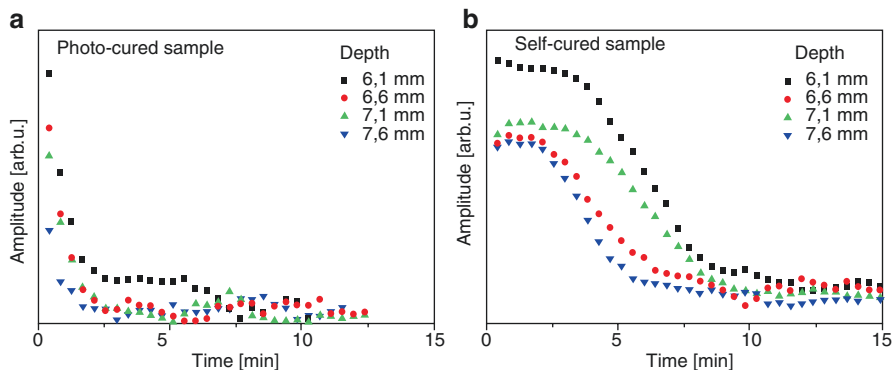 a
Photo-cured sample
Depth
6,1 mm
6,6 mm
7,1 mm
7,6 mm
Amplitude [arb.u.]
0 5 10 15
Time [min]
b
Self-cured sample
Depth
6,1 mm
6,6 mm
7,1 mm
7,6 mm
Amplitude [arb.u.]
0 5 10 15
Time [min]